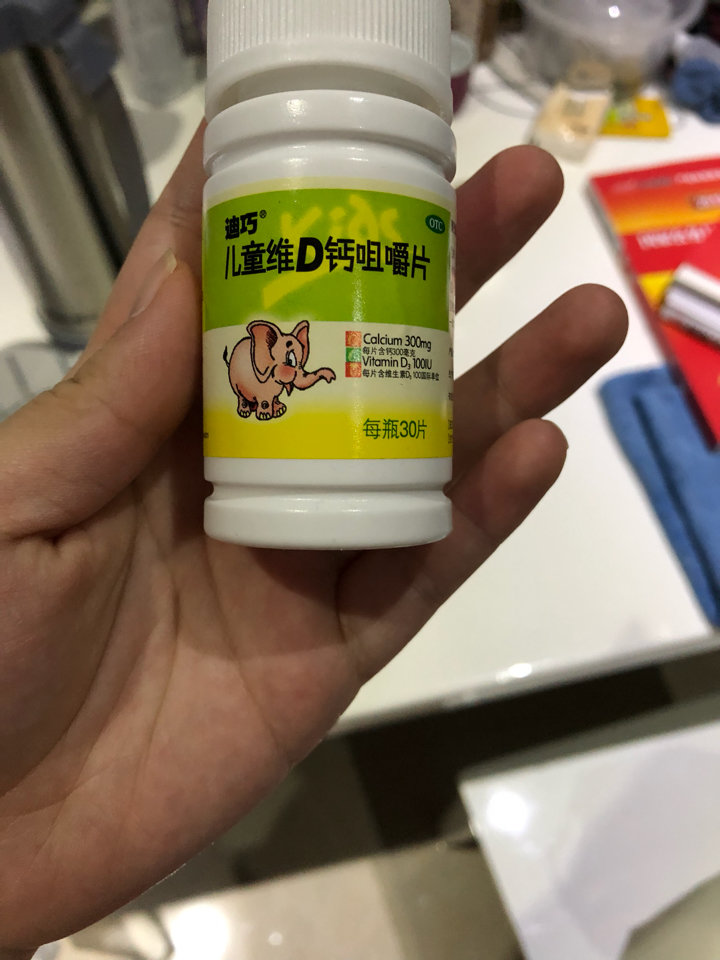 Kids
迪巧®
OTC
儿童维D钙咀嚼片
Calcium 300mg
每片含钙300毫克
Vitamin D₃ 100IU
每片含维生素D₃ 100国际单位
每瓶30片